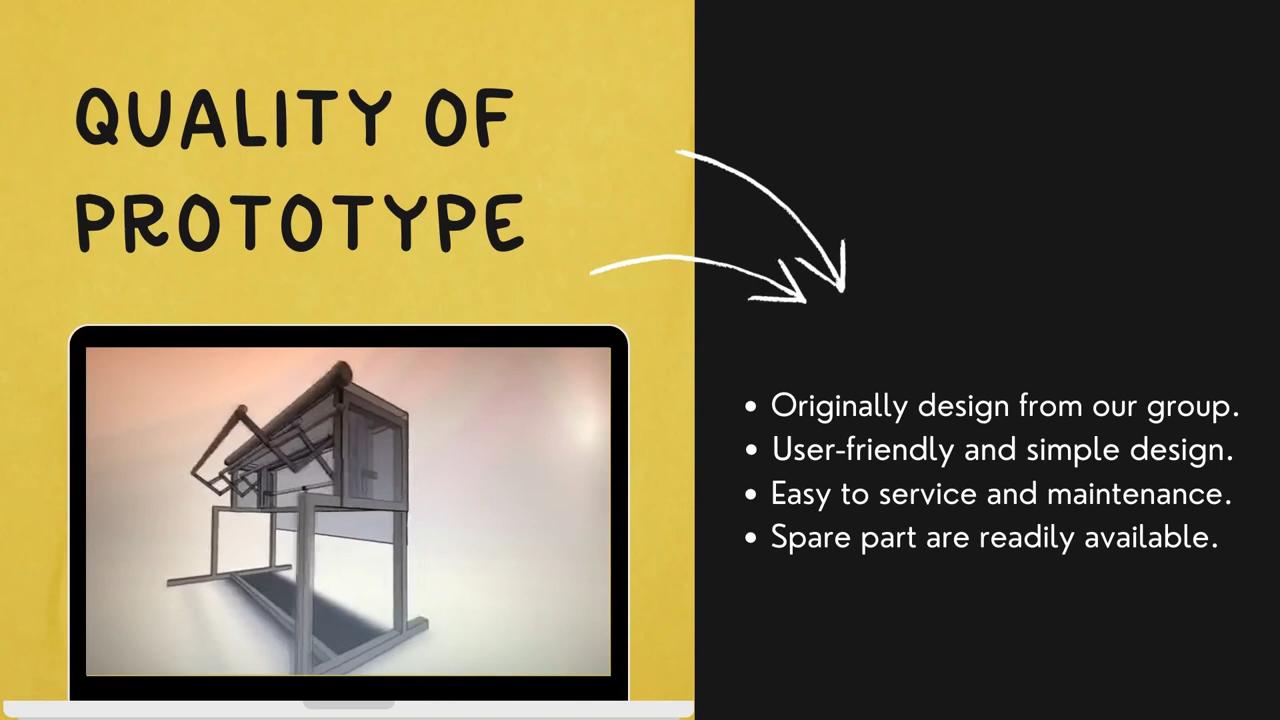 QUALITY OF
PROTOTYPE
• Originally design from our group.
• User-friendly and simple design.
• Easy to service and maintenance.
• Spare part are readily available.